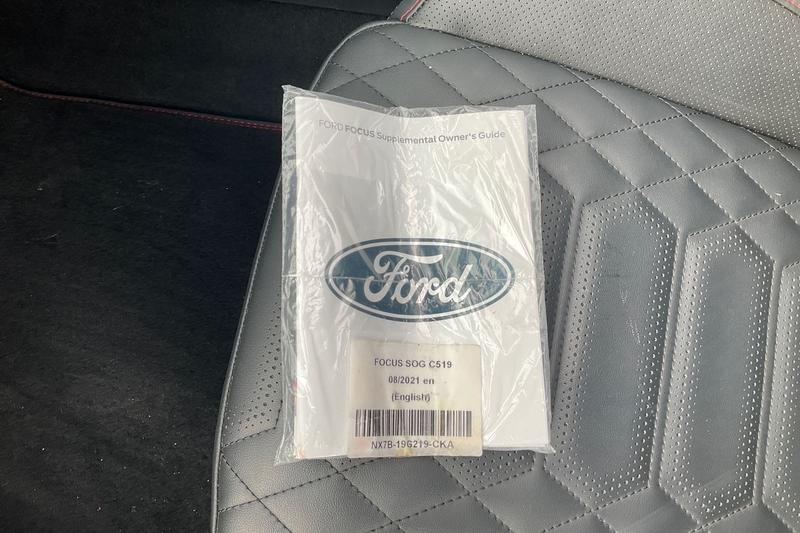 FORD FOCUS Supplemental Owner's Guide
Ford
FOCUS SOG C519
08/2021 en
(English)
NX7B-19G219-CKA